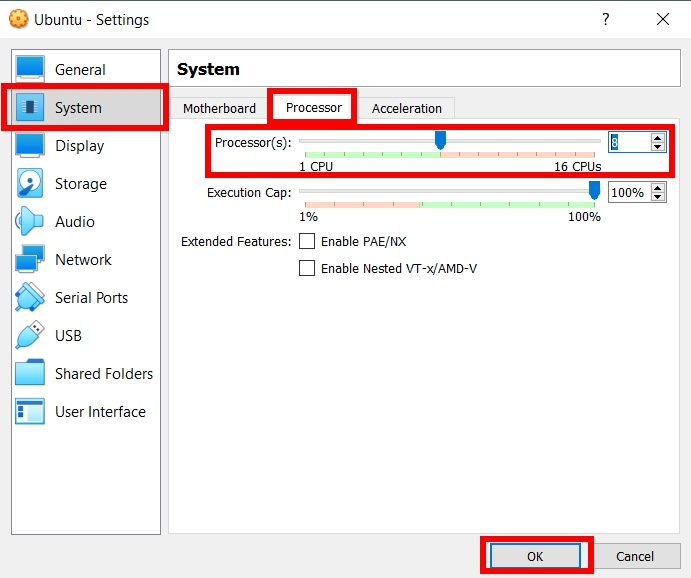 Ubuntu - Settings
?
General
System
Display
Storage
Audio
Network
Serial Ports
USB
Shared Folders
User Interface
System
Motherboard Processor Acceleration
Processor(s): 8
1 CPU 16 CPUs
Execution Cap: 100%
1% 100%
Extended Features: Enable PAE/NX
Enable Nested VT-x/AMD-V
OK Cancel